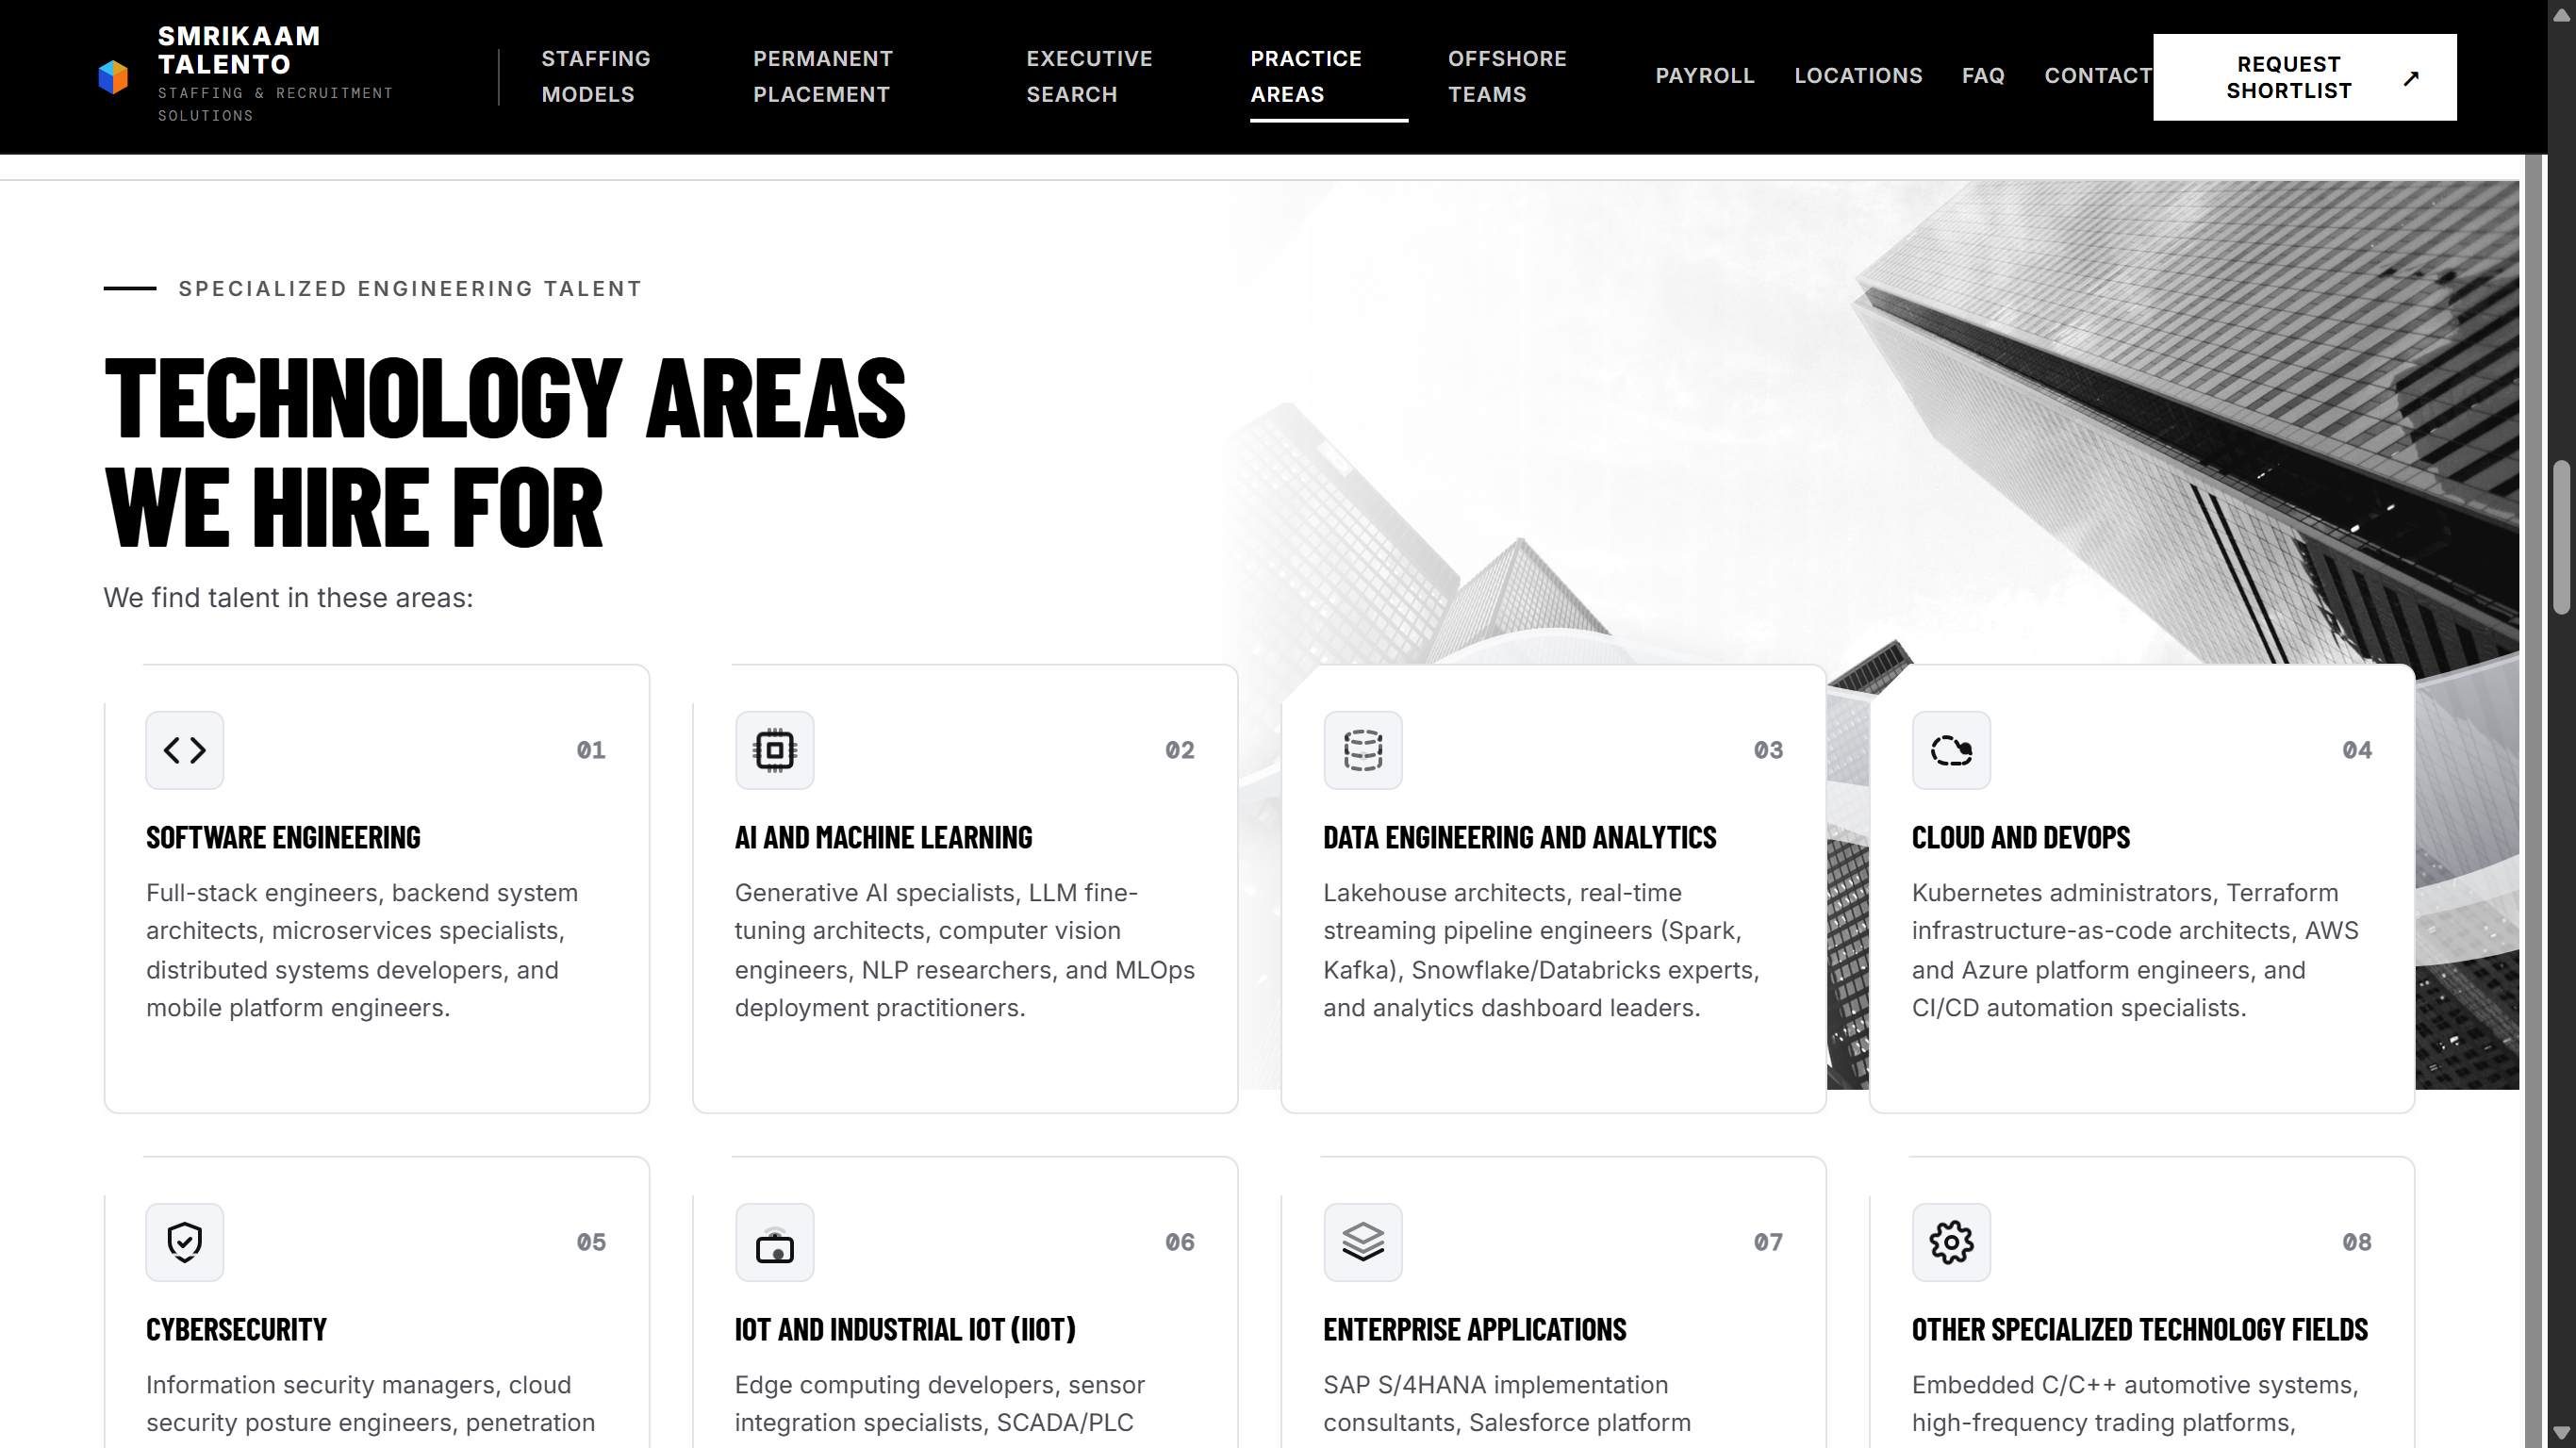 SMRIKAAM
TALENTO
STAFFING & RECRUITMENT
SOLUTIONS
STAFFING
MODELS
PERMANENT
PLACEMENT
EXECUTIVE
SEARCH
PRACTICE
AREAS
OFFSHORE
TEAMS
PAYROLL
LOCATIONS
FAQ
CONTACT
REQUEST
SHORTLIST ↗
SPECIALIZED ENGINEERING TALENT
TECHNOLOGY AREAS
WE HIRE FOR
We find talent in these areas:
01
SOFTWARE ENGINEERING
Full-stack engineers, backend system
architects, microservices specialists,
distributed systems developers, and
mobile platform engineers.
02
AI AND MACHINE LEARNING
Generative AI specialists, LLM fine-
tuning architects, computer vision
engineers, NLP researchers, and MLOps
deployment practitioners.
03
DATA ENGINEERING AND ANALYTICS
Lakehouse architects, real-time
streaming pipeline engineers (Spark,
Kafka), Snowflake/Databricks experts,
and analytics dashboard leaders.
04
CLOUD AND DEVOPS
Kubernetes administrators, Terraform
infrastructure-as-code architects, AWS
and Azure platform engineers, and
CI/CD automation specialists.
05
CYBERSECURITY
Information security managers, cloud
security posture engineers, penetration
06
IOT AND INDUSTRIAL IOT (IIOT)
Edge computing developers, sensor
integration specialists, SCADA/PLC
07
ENTERPRISE APPLICATIONS
SAP S/4HANA implementation
consultants, Salesforce platform
08
OTHER SPECIALIZED TECHNOLOGY FIELDS
Embedded C/C++ automotive systems,
high-frequency trading platforms,